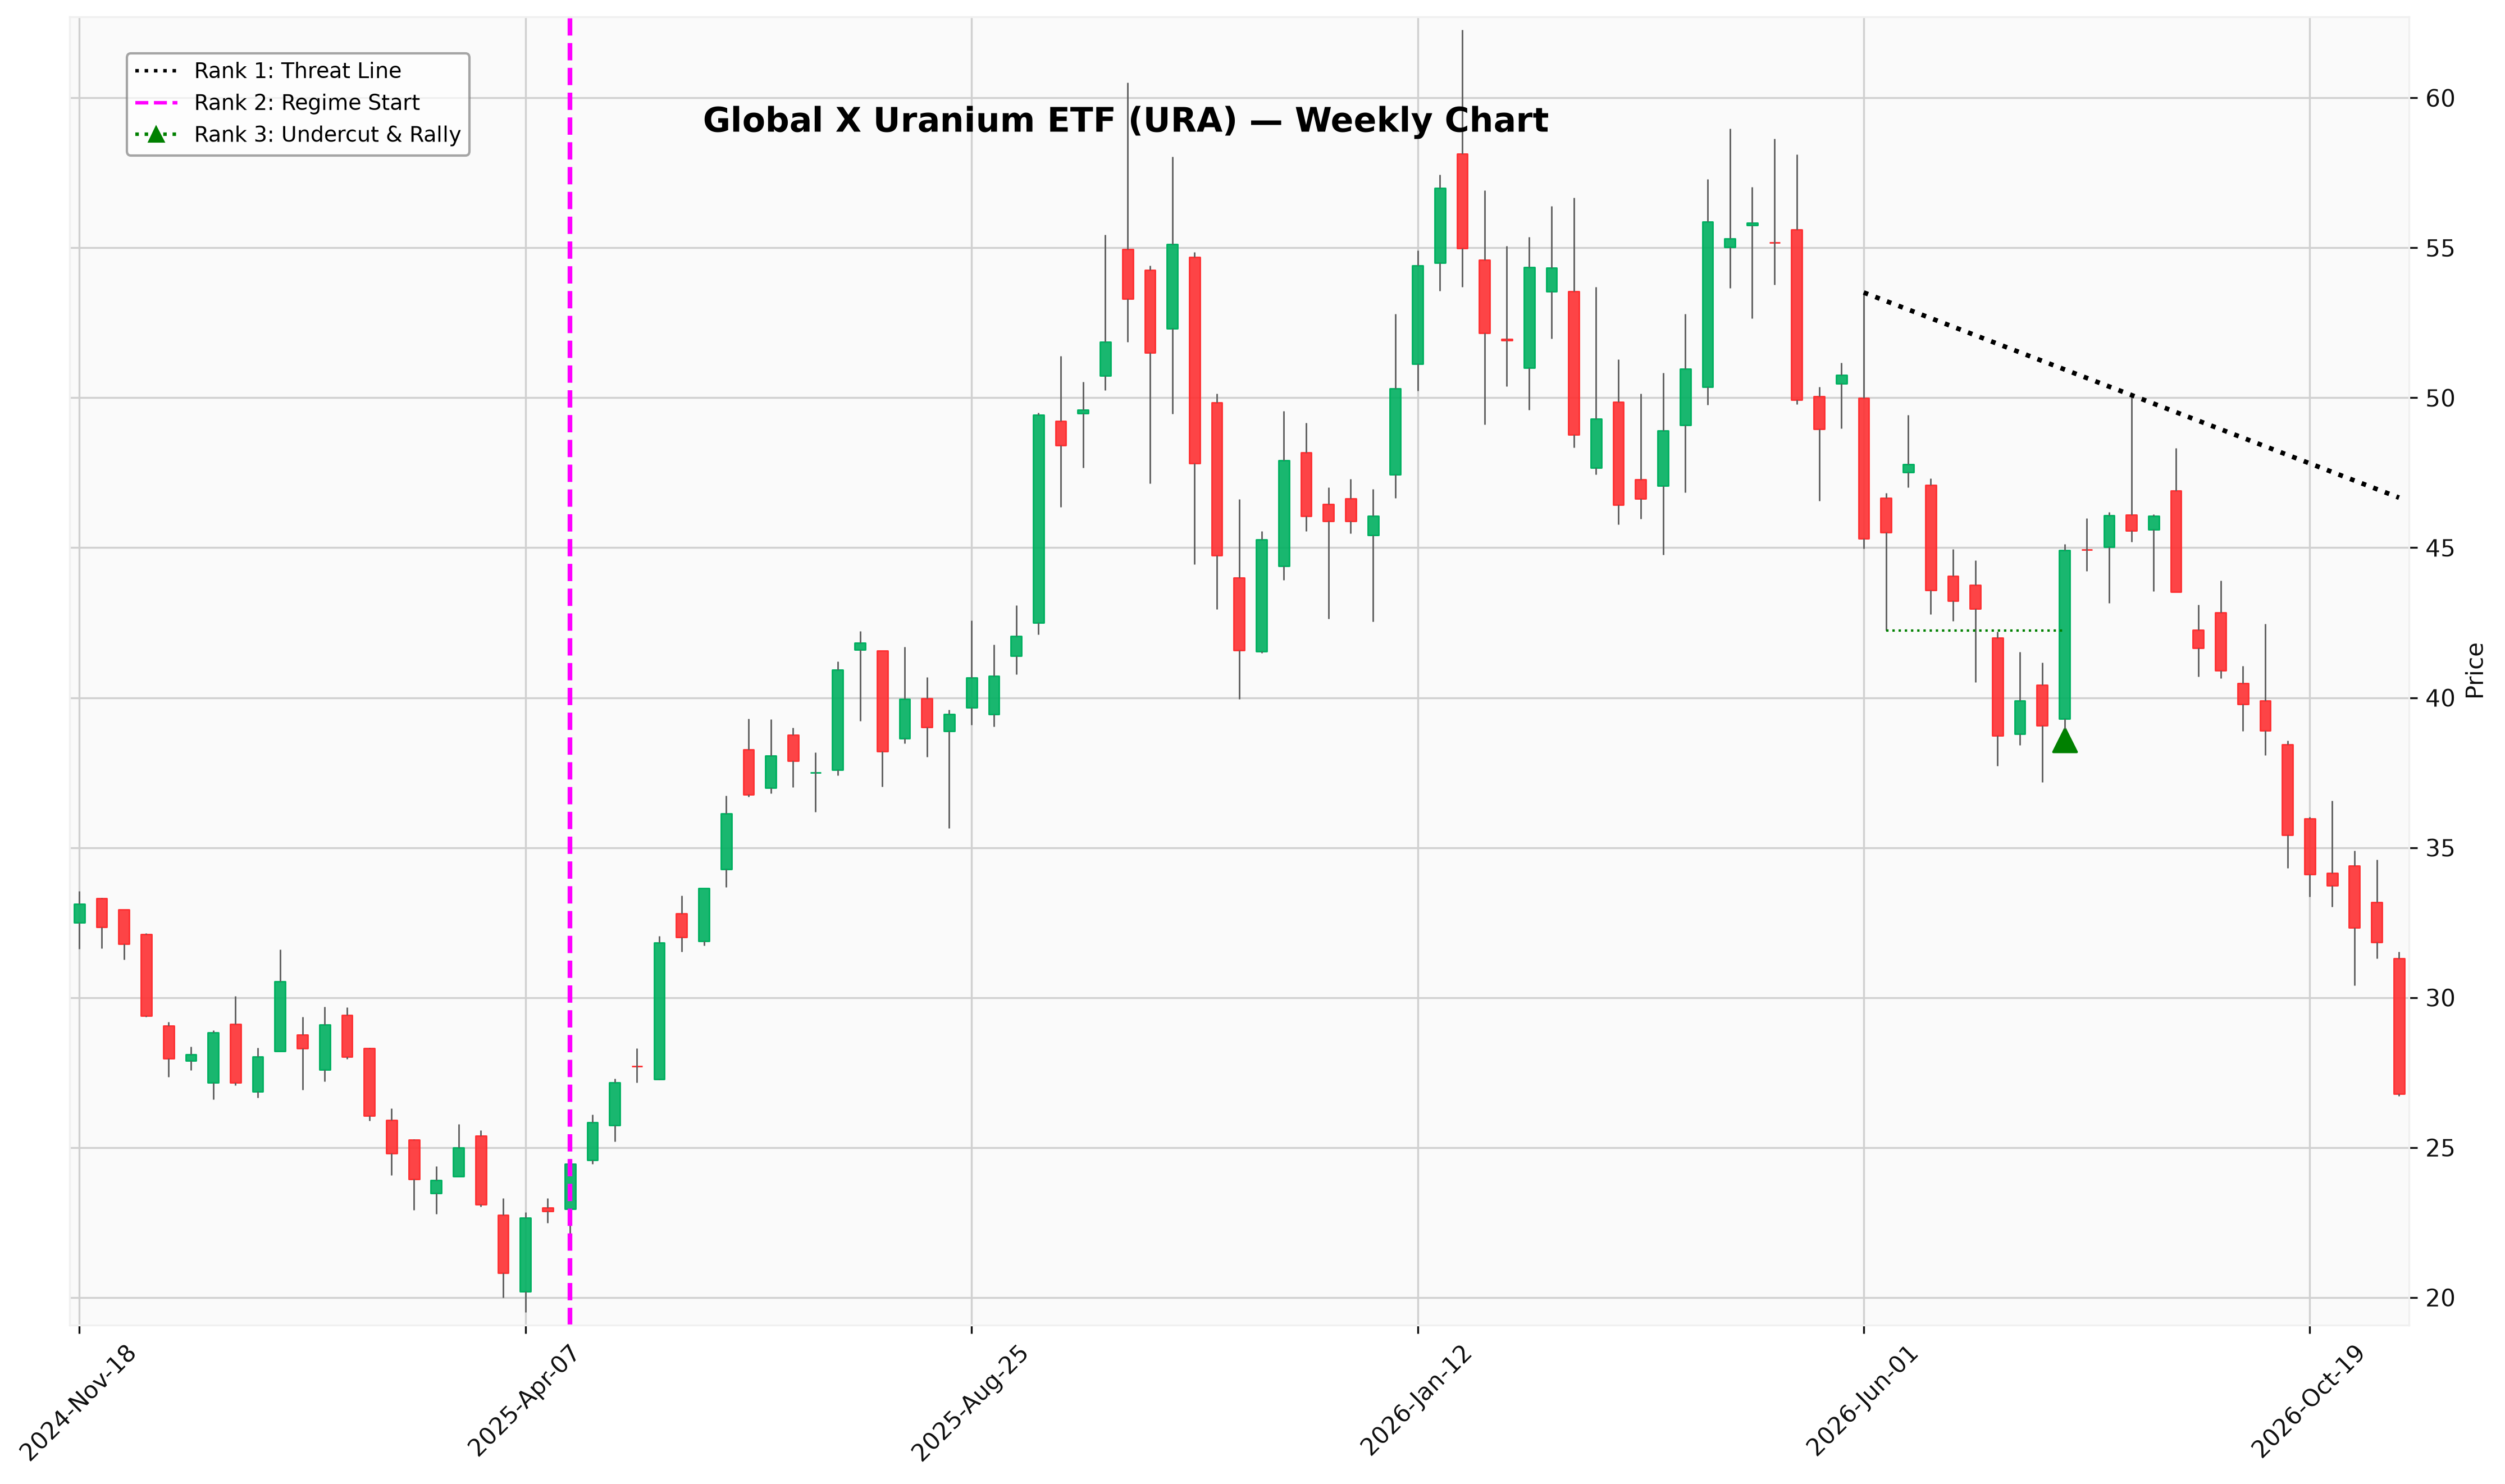 Global X Uranium ETF (URA) — Weekly Chart
Rank 1: Threat Line
Rank 2: Regime Start
Rank 3: Undercut & Rally
60
55
50
45
40
35
30
25
20
Price
2024-Nov-18
2025-Apr-07
2025-Aug-25
2026-Jan-12
2026-Jun-01
2026-Oct-19